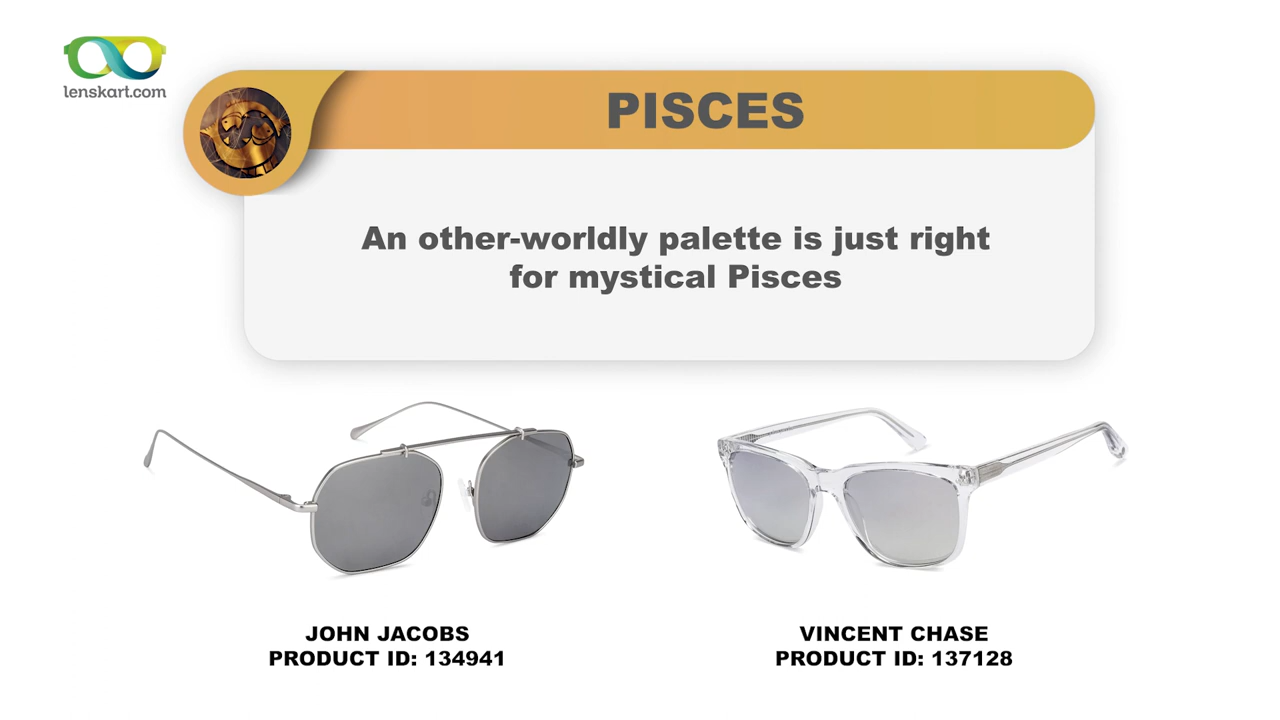 lenskart.com
PISCES
An other-worldly palette is just right
for mystical Pisces
JOHN JACOBS
PRODUCT ID: 134941
VINCENT CHASE
PRODUCT ID: 137128